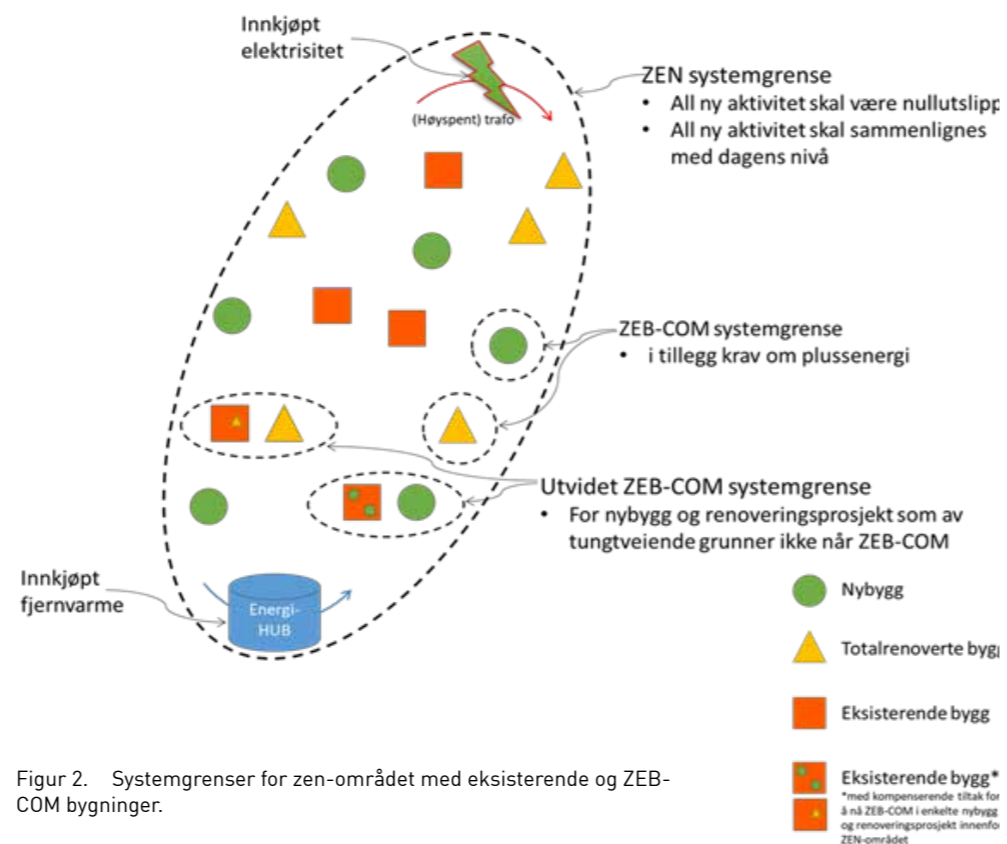 Innkjøpt
elektrisitet
(Høyspent) trafo
ZEN systemgrense
• All ny aktivitet skal være nullutslipp
• All ny aktivitet skal sammenlignes
med dagens nivå
ZEB-COM systemgrense
• i tillegg krav om plussenergi
Utvidet ZEB-COM systemgrense
• For nybygg og renoveringsprosjekt som av
tungtveiende grunner ikke når ZEB-COM
Innkjøpt
fjernvarme
Energi-
HUB
Nybygg
Totalrenoverte byg
Eksisterende bygg
Eksisterende bygg*
*med kompenserende tiltak for
å nå ZEB-COM i enkelte nybygg
og renoveringsprosjekt innenfo
ZEN-området
Figur 2. Systemgrenser for zen-området med eksisterende og ZEB-
COM bygninger.